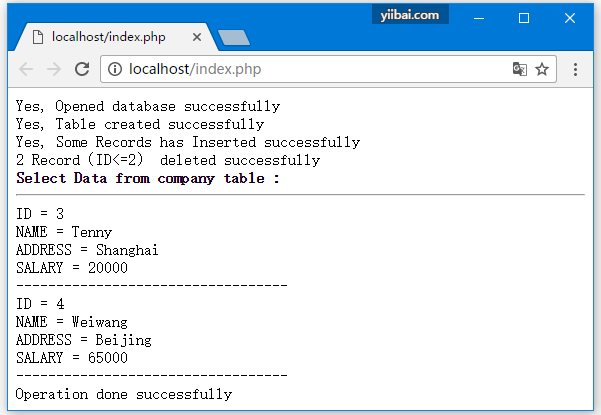 yiibai.com
localhost/index.php
localhost/index.php
Yes, Opened database successfully
Yes, Table created successfully
Yes, Some Records has Inserted successfully
2 Record (ID<=2)  deleted successfully
Select Data from company table :
ID = 3
NAME = Tenny
ADDRESS = Shanghai
SALARY = 20000
----------------------------------
ID = 4
NAME = Weiwang
ADDRESS = Beijing
SALARY = 65000
----------------------------------
Operation done successfully